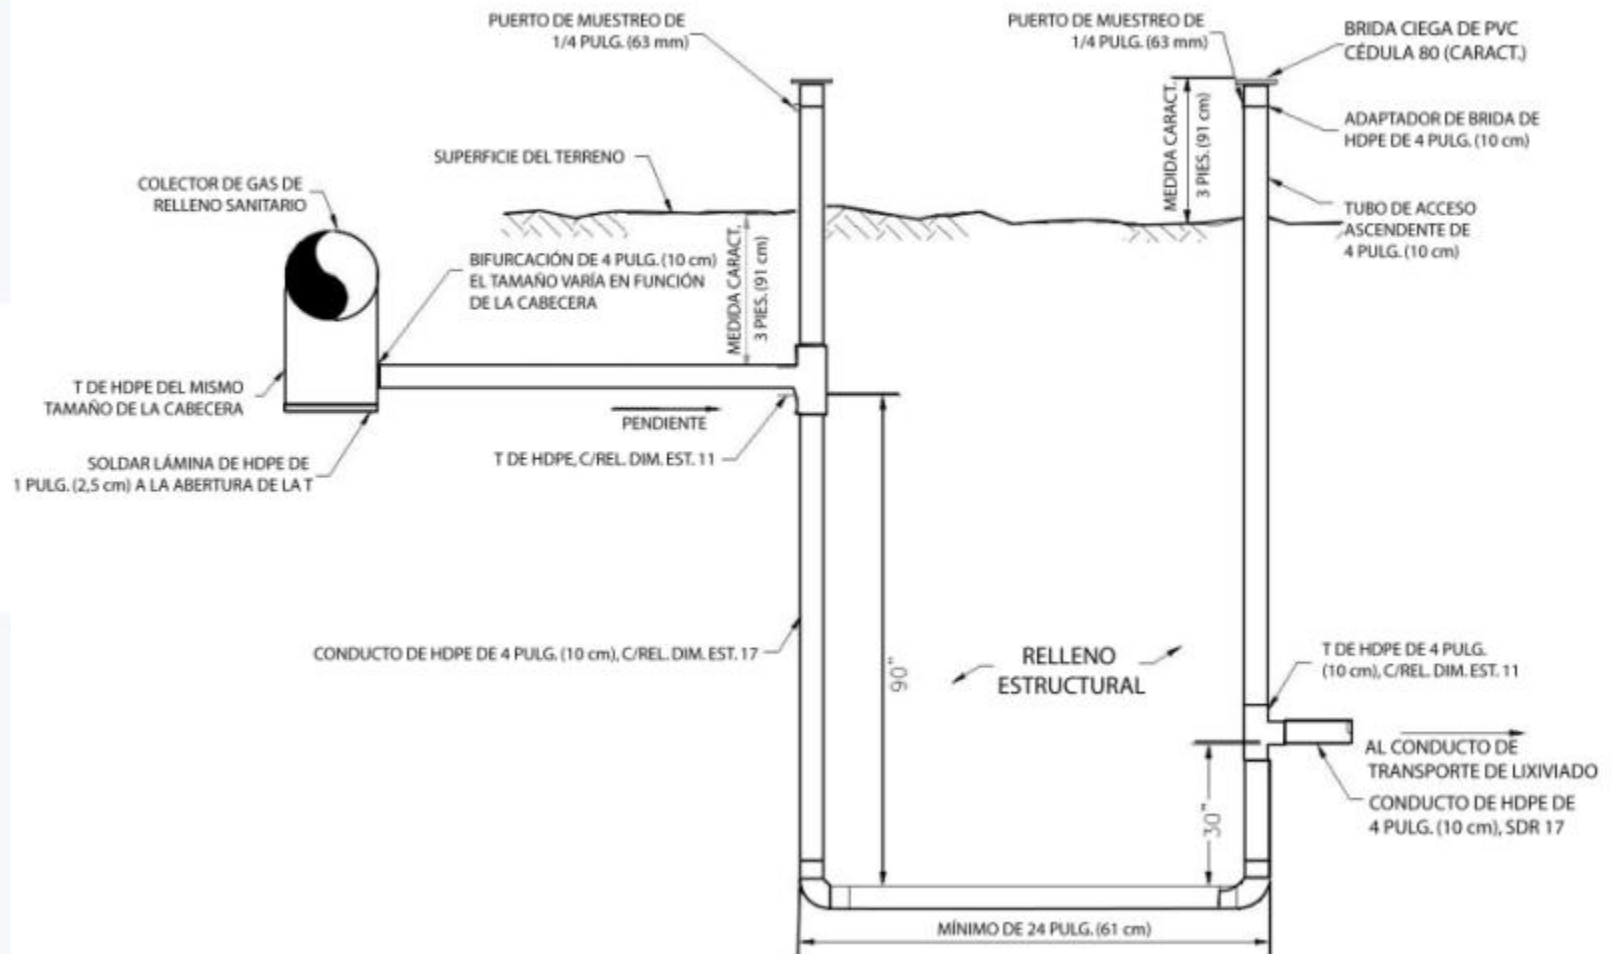 PUERTO DE MUESTREO DE
1/4 PULG. (63 mm)
PUERTO DE MUESTREO DE
1/4 PULG. (63 mm)
BRIDA CIEGA DE PVC
CÉDULA 80 (CARACT.)
MEDIDA CARACT.
3 PIES. (91 cm)
ADAPTADOR DE BRIDA DE
HDPE DE 4 PULG. (10 cm)
SUPERFICIE DEL TERRENO
COLECTOR DE GAS DE
RELLENO SANITARIO
TUBO DE ACCESO
ASCENDENTE DE
4 PULG. (10 cm)
BIFURCACIÓN DE 4 PULG. (10 cm)
EL TAMAÑO VARÍA EN FUNCIÓN
DE LA CABECERA
MEDIDA CARACT.
3 PIES. (91 cm)
T DE HDPE DEL MISMO
TAMAÑO DE LA CABECERA
PENDIENTE
T DE HDPE, C/REL. DIM. EST. 11
SOLDAR LÁMINA DE HDPE DE
1 PULG. (2,5 cm) A LA ABERTURA DE LA T
CONDUCTO DE HDPE DE 4 PULG. (10 cm), C/REL. DIM. EST. 17
90"
RELLENO
ESTRUCTURAL
T DE HDPE DE 4 PULG.
(10 cm), C/REL. DIM. EST. 11
AL CONDUCTO DE
TRANSPORTE DE LIXIVIADO
30"
CONDUCTO DE HDPE DE
4 PULG. (10 cm), SDR 17
MÍNIMO DE 24 PULG. (61 cm)